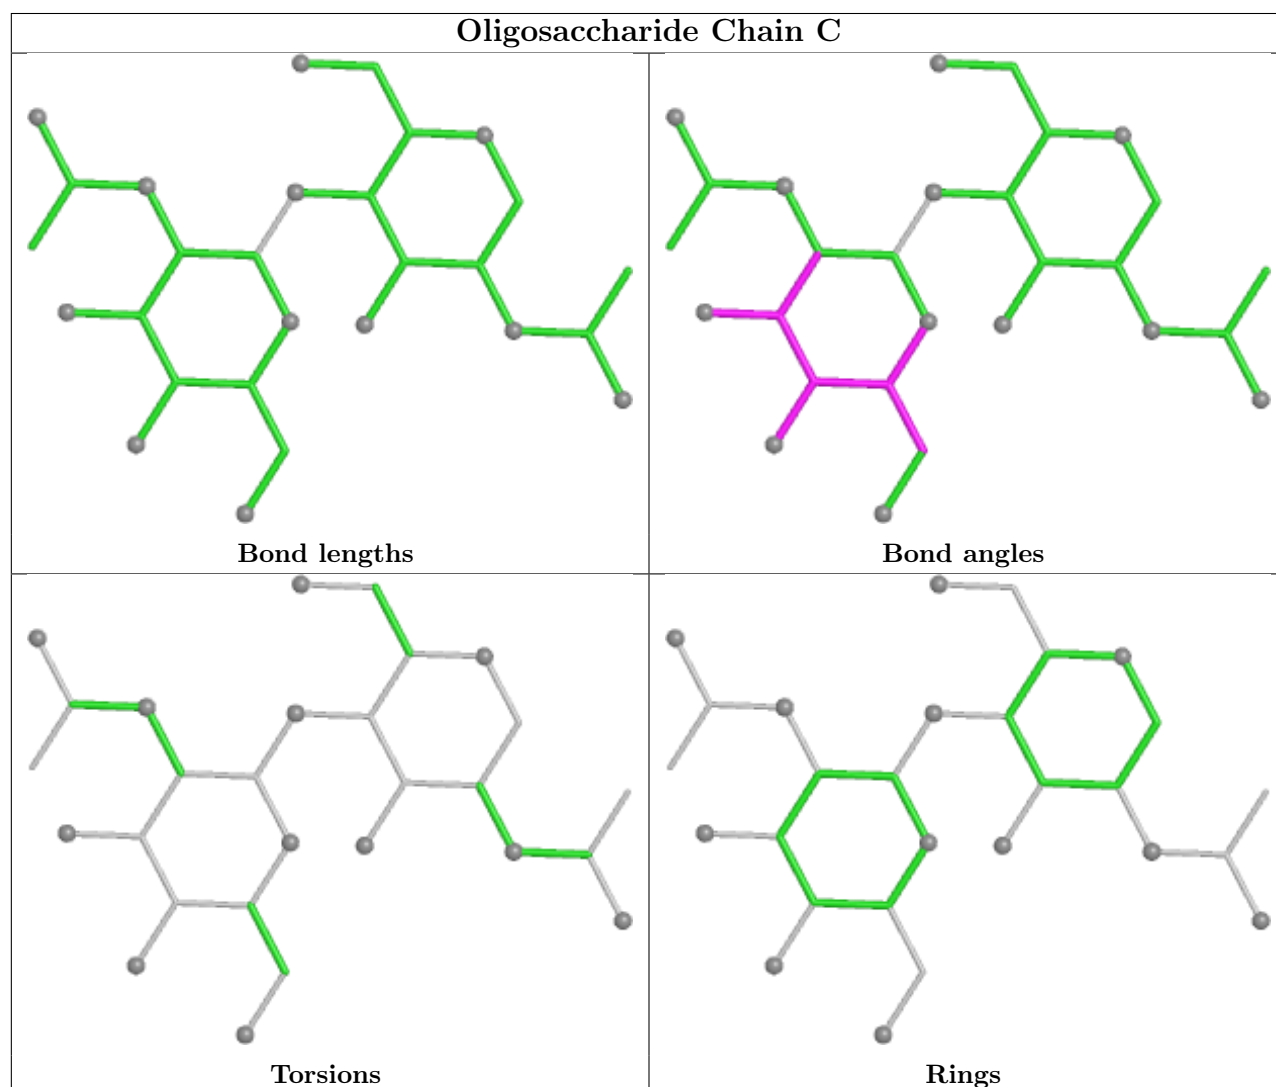 Oligosaccharide Chain C
Bond lengths
Bond angles
Torsions
Rings